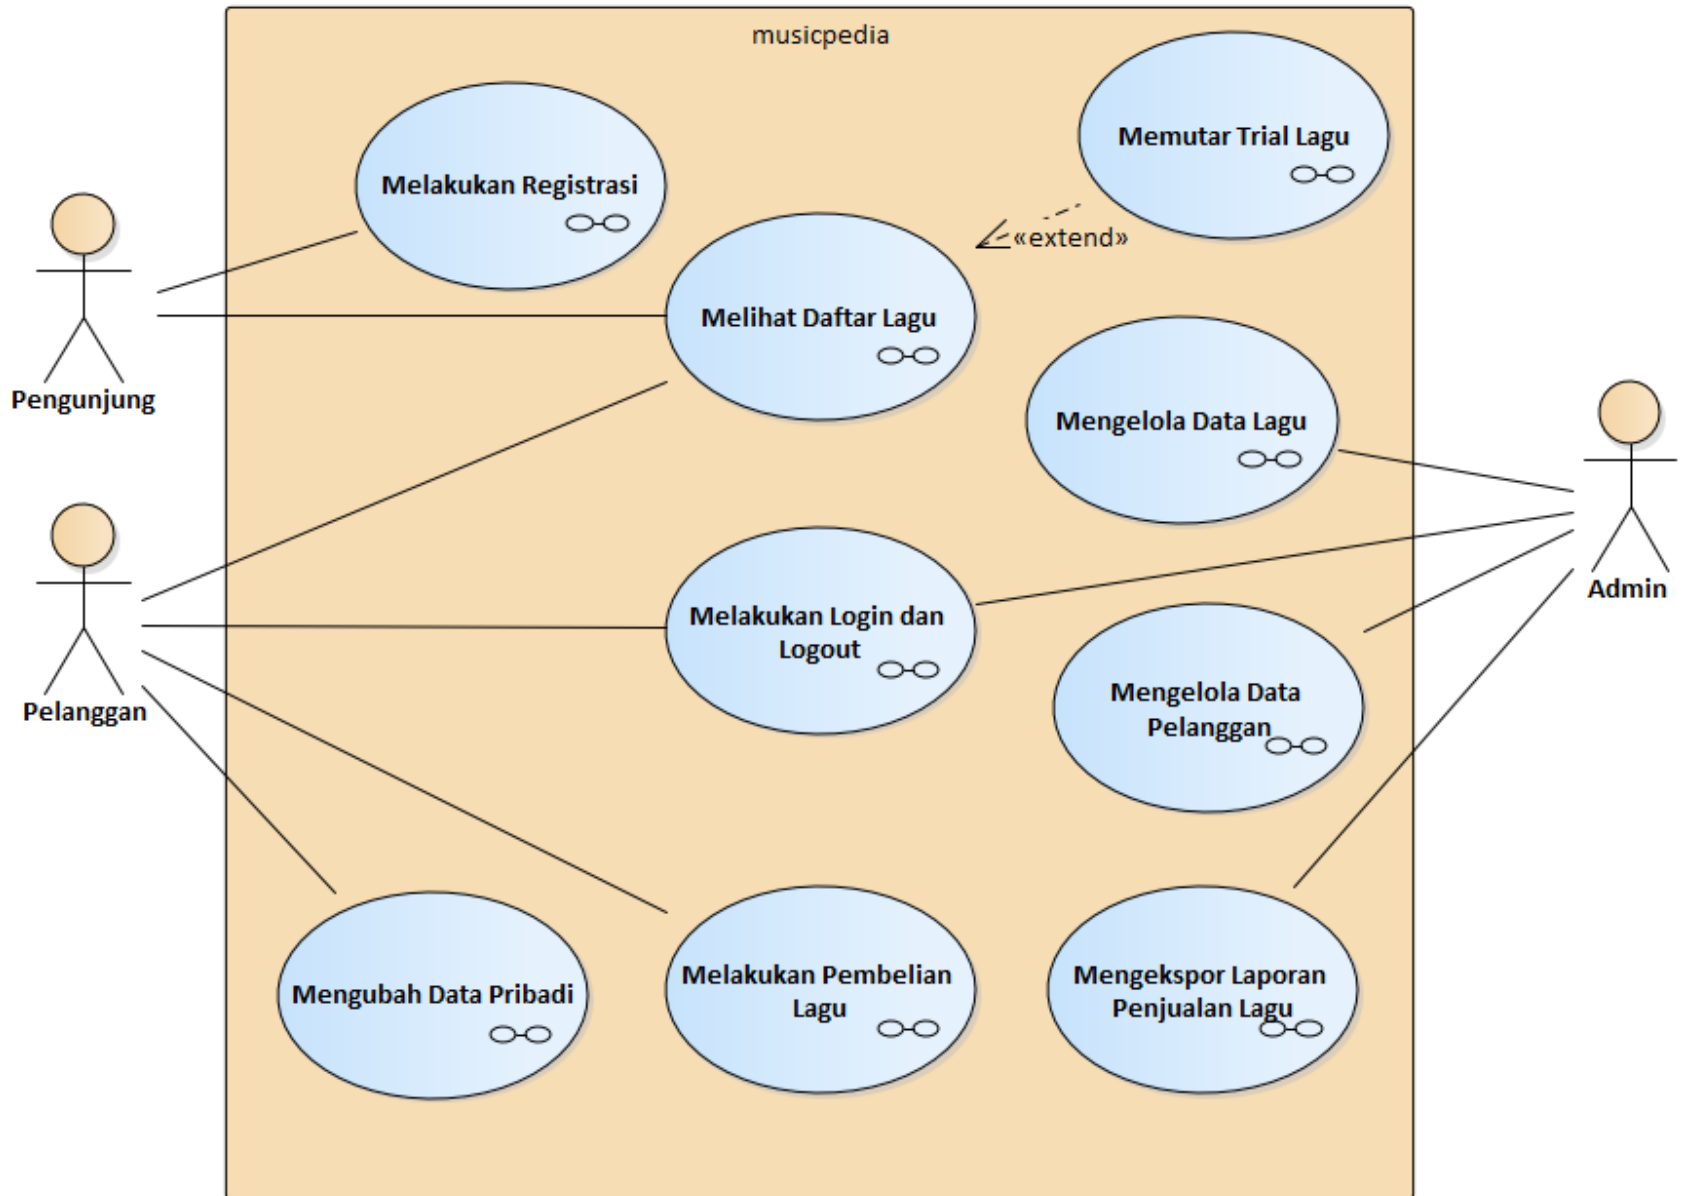 musicpedia
Memutar Trial Lagu
Melakukan Registrasi
«extend»
Melihat Daftar Lagu
Pengunjung
Mengelola Data Lagu
Admin
Melakukan Login dan
Logout
Pelanggan
Mengelola Data
Pelanggan
Mengubah Data Pribadi
Melakukan Pembelian
Lagu
Mengekspor Laporan
Penjualan Lagu